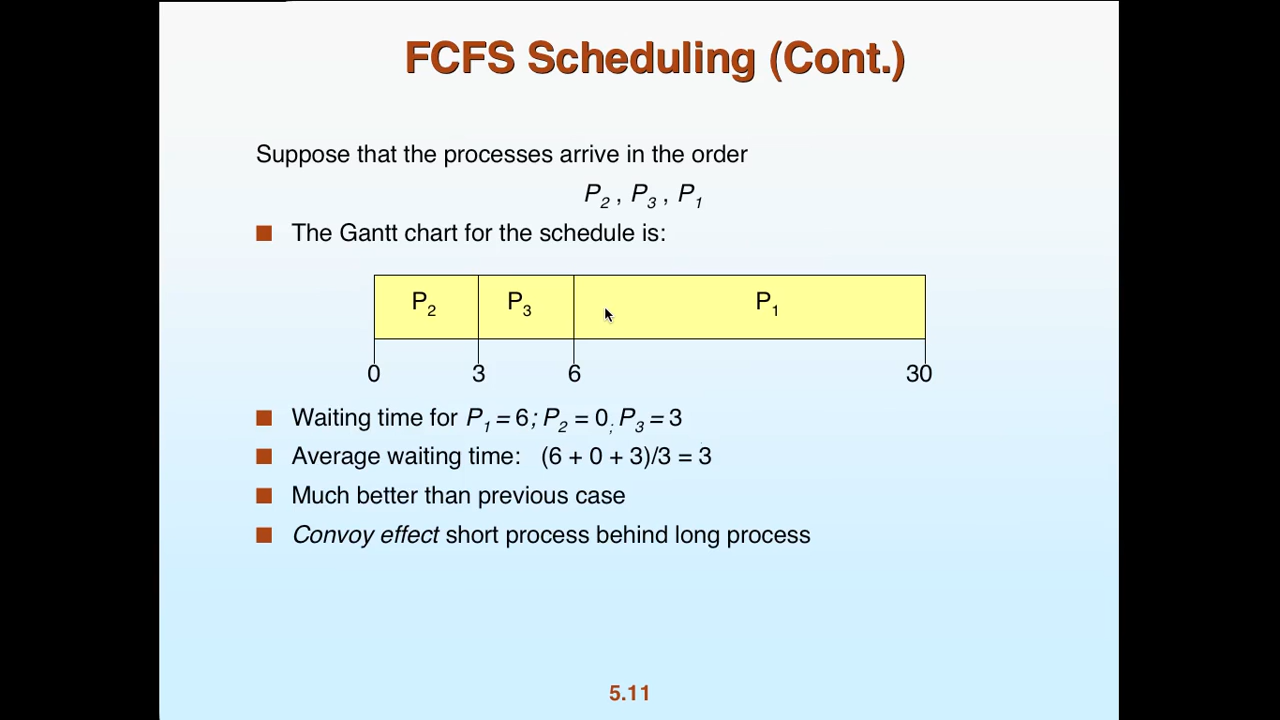 FCFS Scheduling (Cont.)
Suppose that the processes arrive in the order
P2 , P3 , P1
■ The Gantt chart for the schedule is:
P2 P3 P1
0 3 6 30
■ Waiting time for P1 = 6; P2 = 0; P3 = 3
■ Average waiting time: (6 + 0 + 3)/3 = 3
■ Much better than previous case
■ Convoy effect short process behind long process
5.11